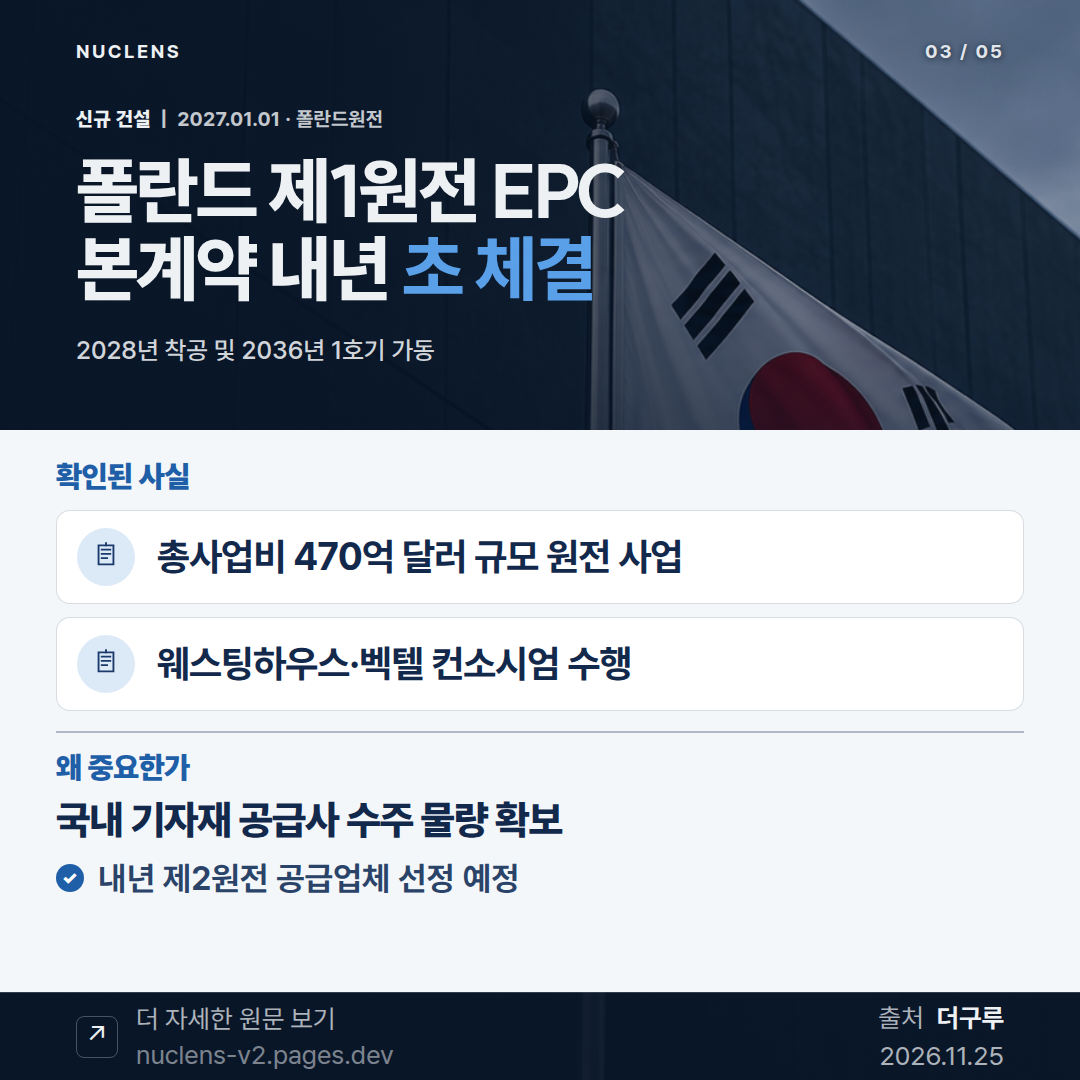 NUCLENS
03 / 05
신규 건설 | 2027.01.01 · 폴란드원전
폴란드 제1원전 EPC
본계약 내년 초 체결
2028년 착공 및 2036년 1호기 가동
확인된 사실
총사업비 470억 달러 규모 원전 사업
웨스팅하우스·벡텔 컨소시엄 수행
왜 중요한가
국내 기자재 공급사 수주 물량 확보
내년 제2원전 공급업체 선정 예정
더 자세한 원문 보기
nuclens-v2.pages.dev
출처 더구루
2026.11.25